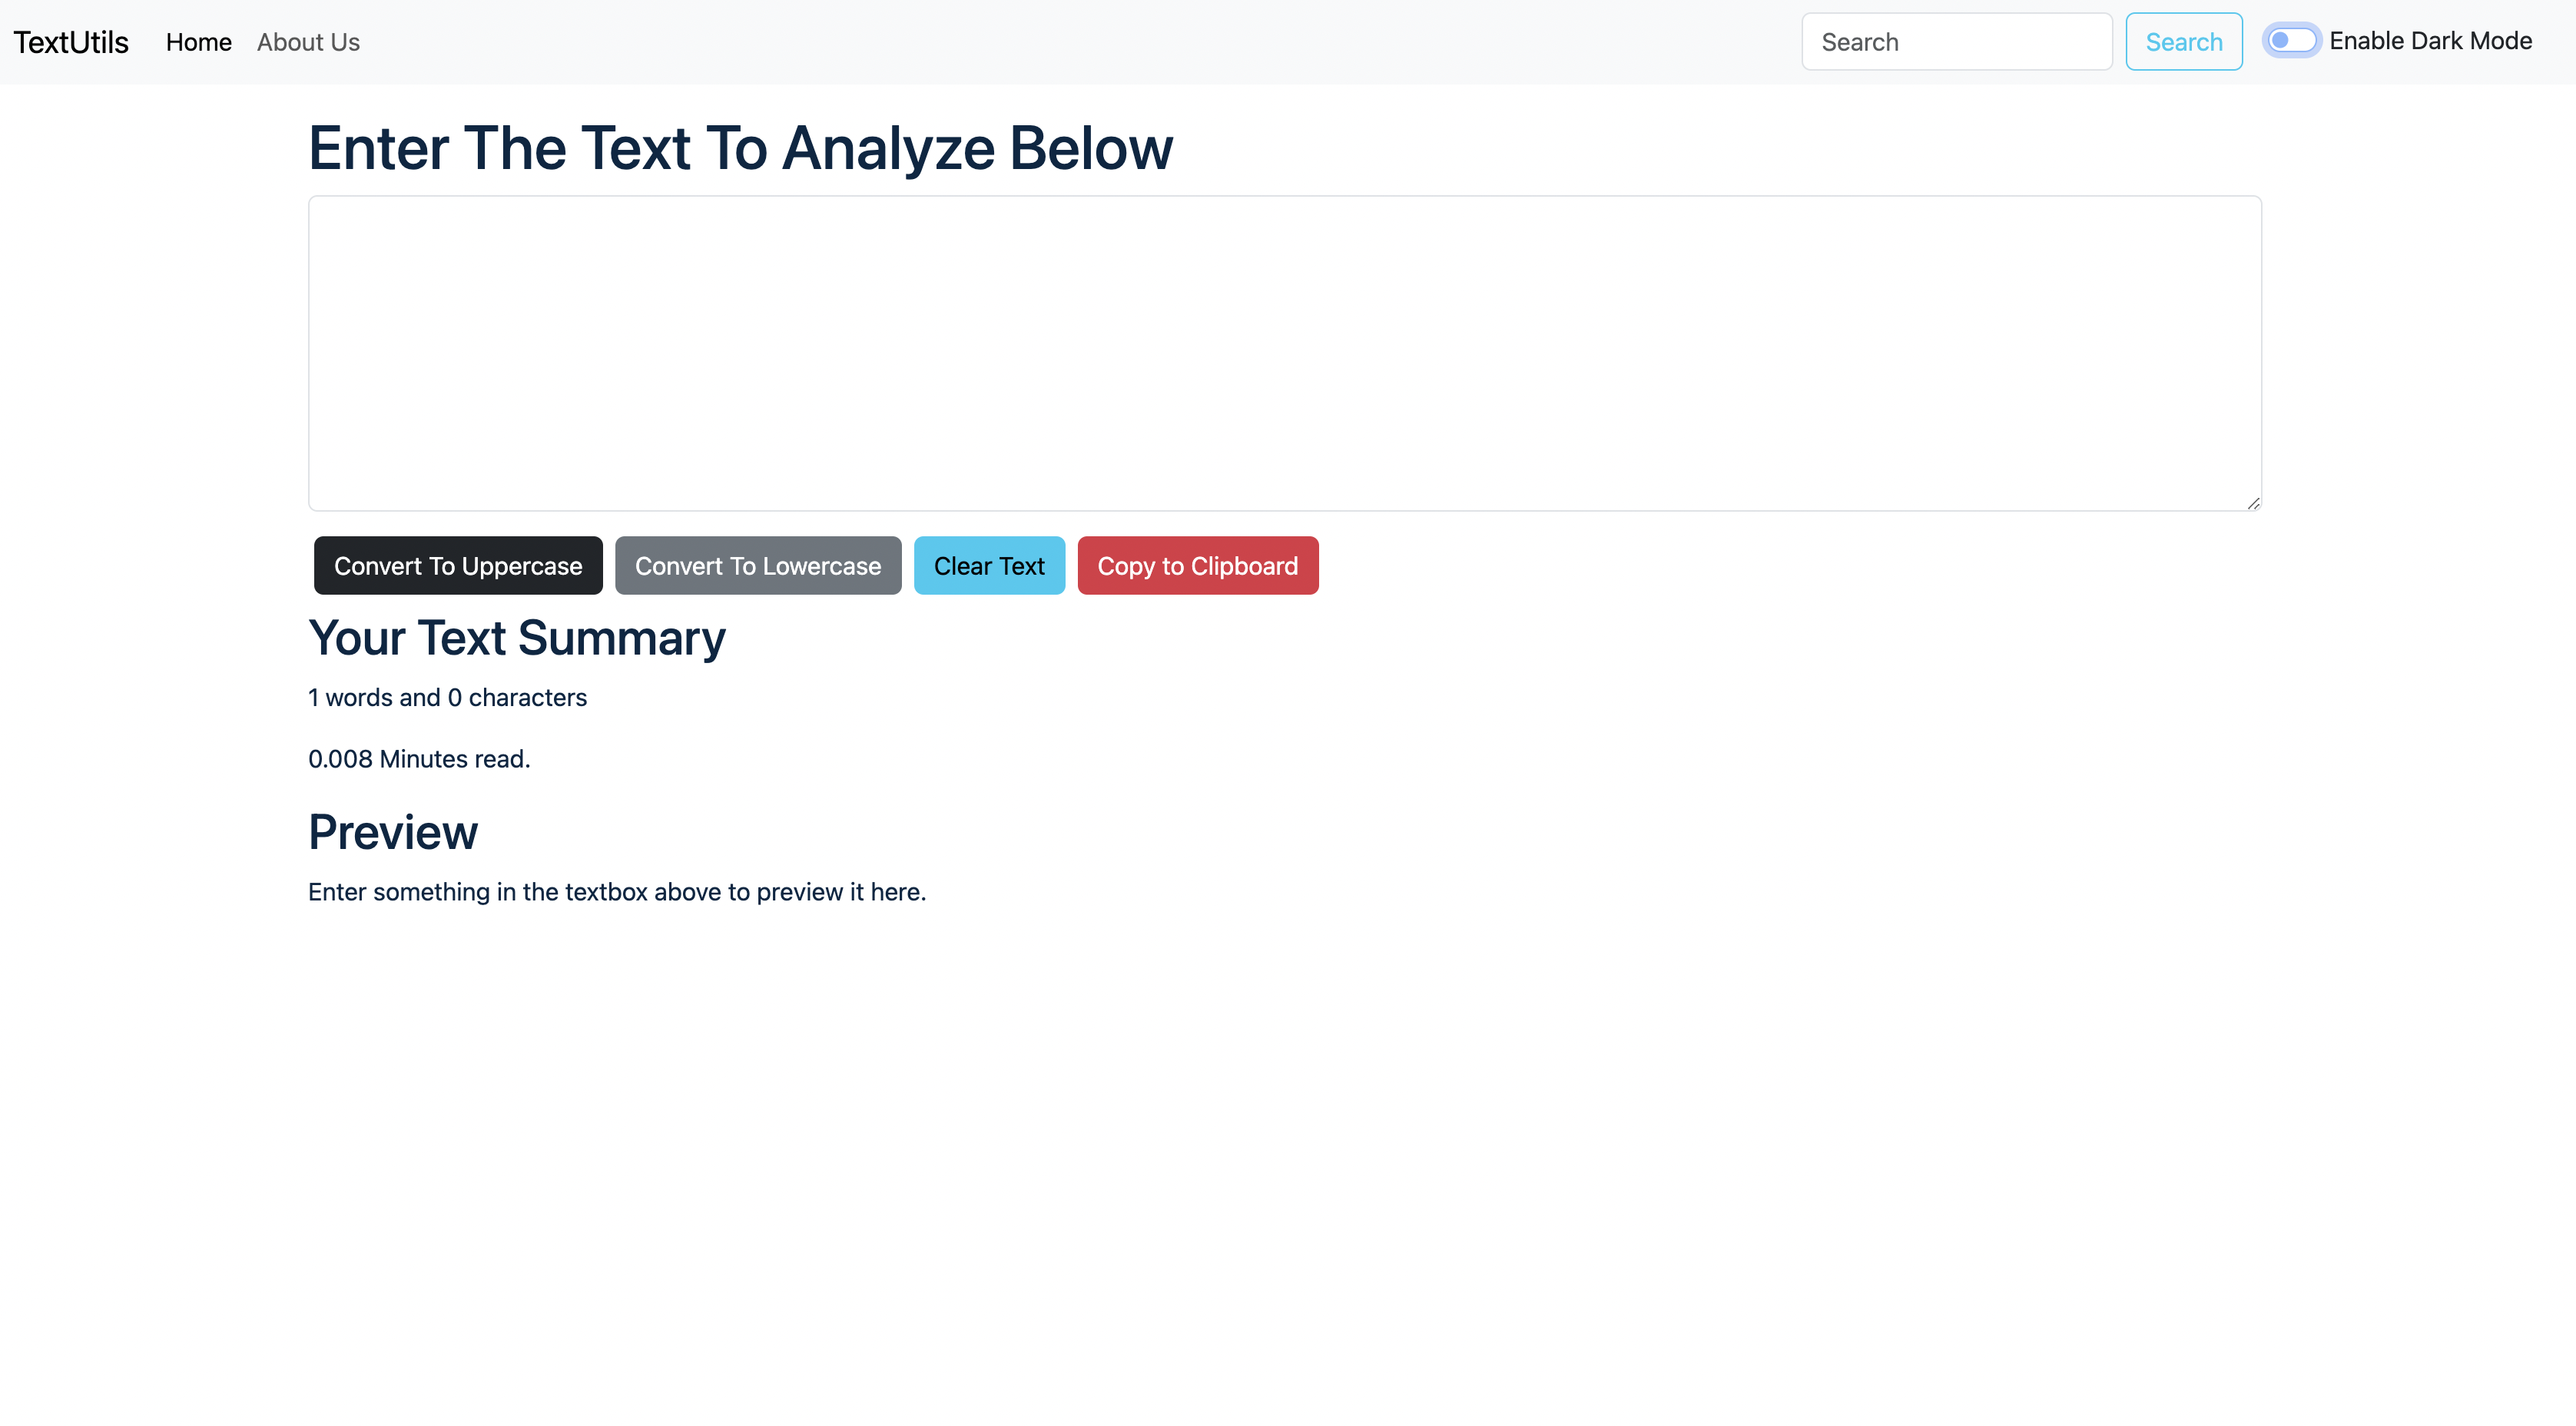 TextUtils Home About Us Search Search Enable Dark Mode
Enter The Text To Analyze Below
Convert To Uppercase Convert To Lowercase Clear Text Copy to Clipboard
Your Text Summary
1 words and 0 characters
0.008 Minutes read.
Preview
Enter something in the textbox above to preview it here.